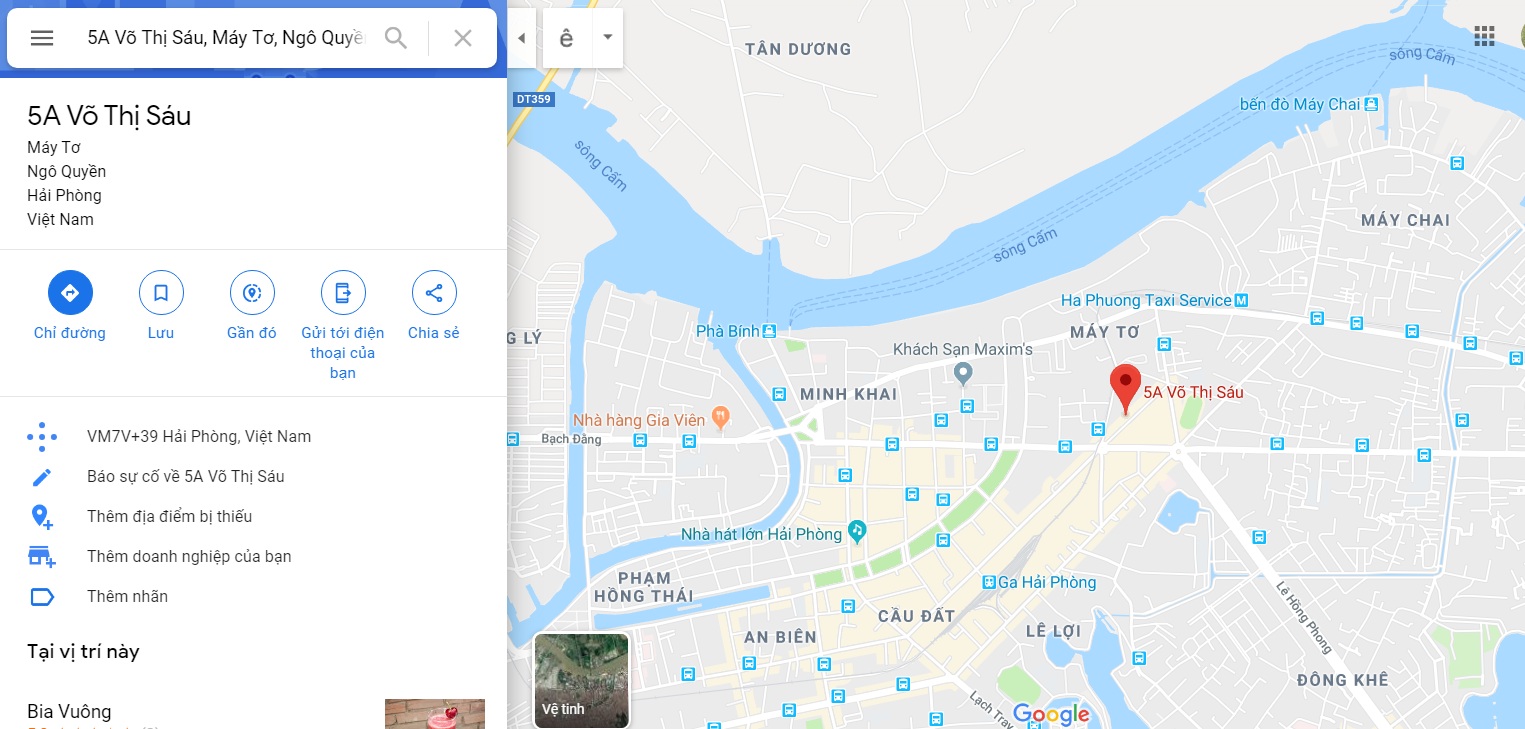 5A Võ Thị Sáu, Máy Tơ, Ngô Quyề
5A Võ Thị Sáu
Máy Tơ
Ngô Quyền
Hải Phòng
Việt Nam
Chỉ đường
Lưu
Gần đó
Gửi tới điện
thoại của
bạn
Chia sẻ
VM7V+39 Hải Phòng, Việt Nam
Báo sự cố về 5A Võ Thị Sáu
Thêm địa điểm bị thiếu
Thêm doanh nghiệp của bạn
Thêm nhãn
Tại vị trí này
Bia Vuông
ê
TÂN DƯƠNG
sông Cấm
DT359
bến đò Máy Chai
sông Cấm
MÁY CHAI
sông Cấm
Ha Phuong Taxi Service
M
Phà Bính
MÁY TƠ
G LÝ
Khách Sạn Maxim's
MINH KHAI
5A Võ Thị Sáu
Nhà hàng Gia Viên
Bạch Đằng
Nhà hát lớn Hải Phòng
PHẠM
HỒNG THÁI
Ga Hải Phòng
CẦU ĐẤT
Lê Hồng Phong
AN BIÊN
LÊ LỢI
ĐÔNG KHÊ
Lạch Tray
Vệ tinh
Google